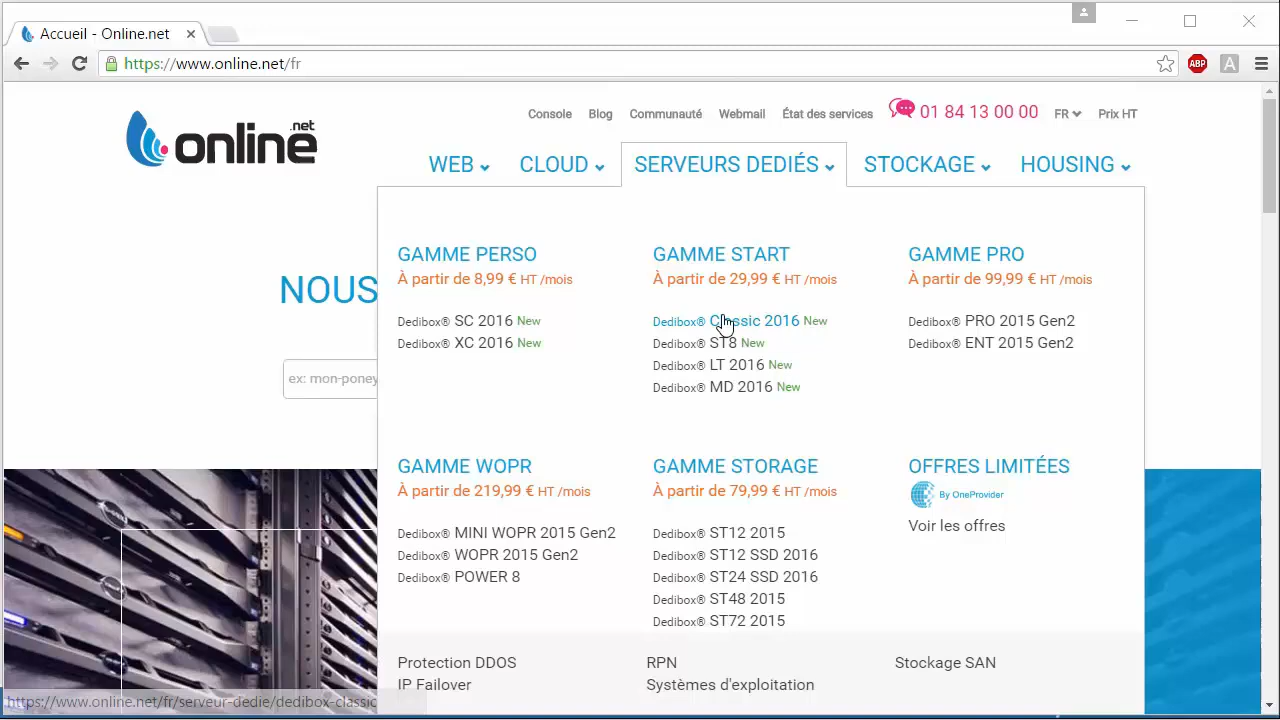 Accueil - Online.net
https://www.online.net/fr
ABP
A
online.net
Console Blog Communauté Webmail État des services 01 84 13 00 00 FR Prix HT
WEB CLOUD SERVEURS DEDIÉS STOCKAGE HOUSING
NOUS
ex: mon-poney
GAMME PERSO
À partir de 8,99 € HT /mois
Dedibox® SC 2016 New
Dedibox® XC 2016 New
GAMME START
À partir de 29,99 € HT /mois
Dedibox® Classic 2016 New
Dedibox® ST8 New
Dedibox® LT 2016 New
Dedibox® MD 2016 New
GAMME PRO
À partir de 99,99 € HT /mois
Dedibox® PRO 2015 Gen2
Dedibox® ENT 2015 Gen2
GAMME WOPR
À partir de 219,99 € HT /mois
Dedibox® MINI WOPR 2015 Gen2
Dedibox® WOPR 2015 Gen2
Dedibox® POWER 8
GAMME STORAGE
À partir de 79,99 € HT /mois
Dedibox® ST12 2015
Dedibox® ST12 SSD 2016
Dedibox® ST24 SSD 2016
Dedibox® ST48 2015
Dedibox® ST72 2015
OFFRES LIMITÉES
By OneProvider
Voir les offres
Protection DDOS RPN Stockage SAN
IP Failover Systèmes d'exploitation
https://www.online.net/fr/serveur-dedie/dedibox-classic